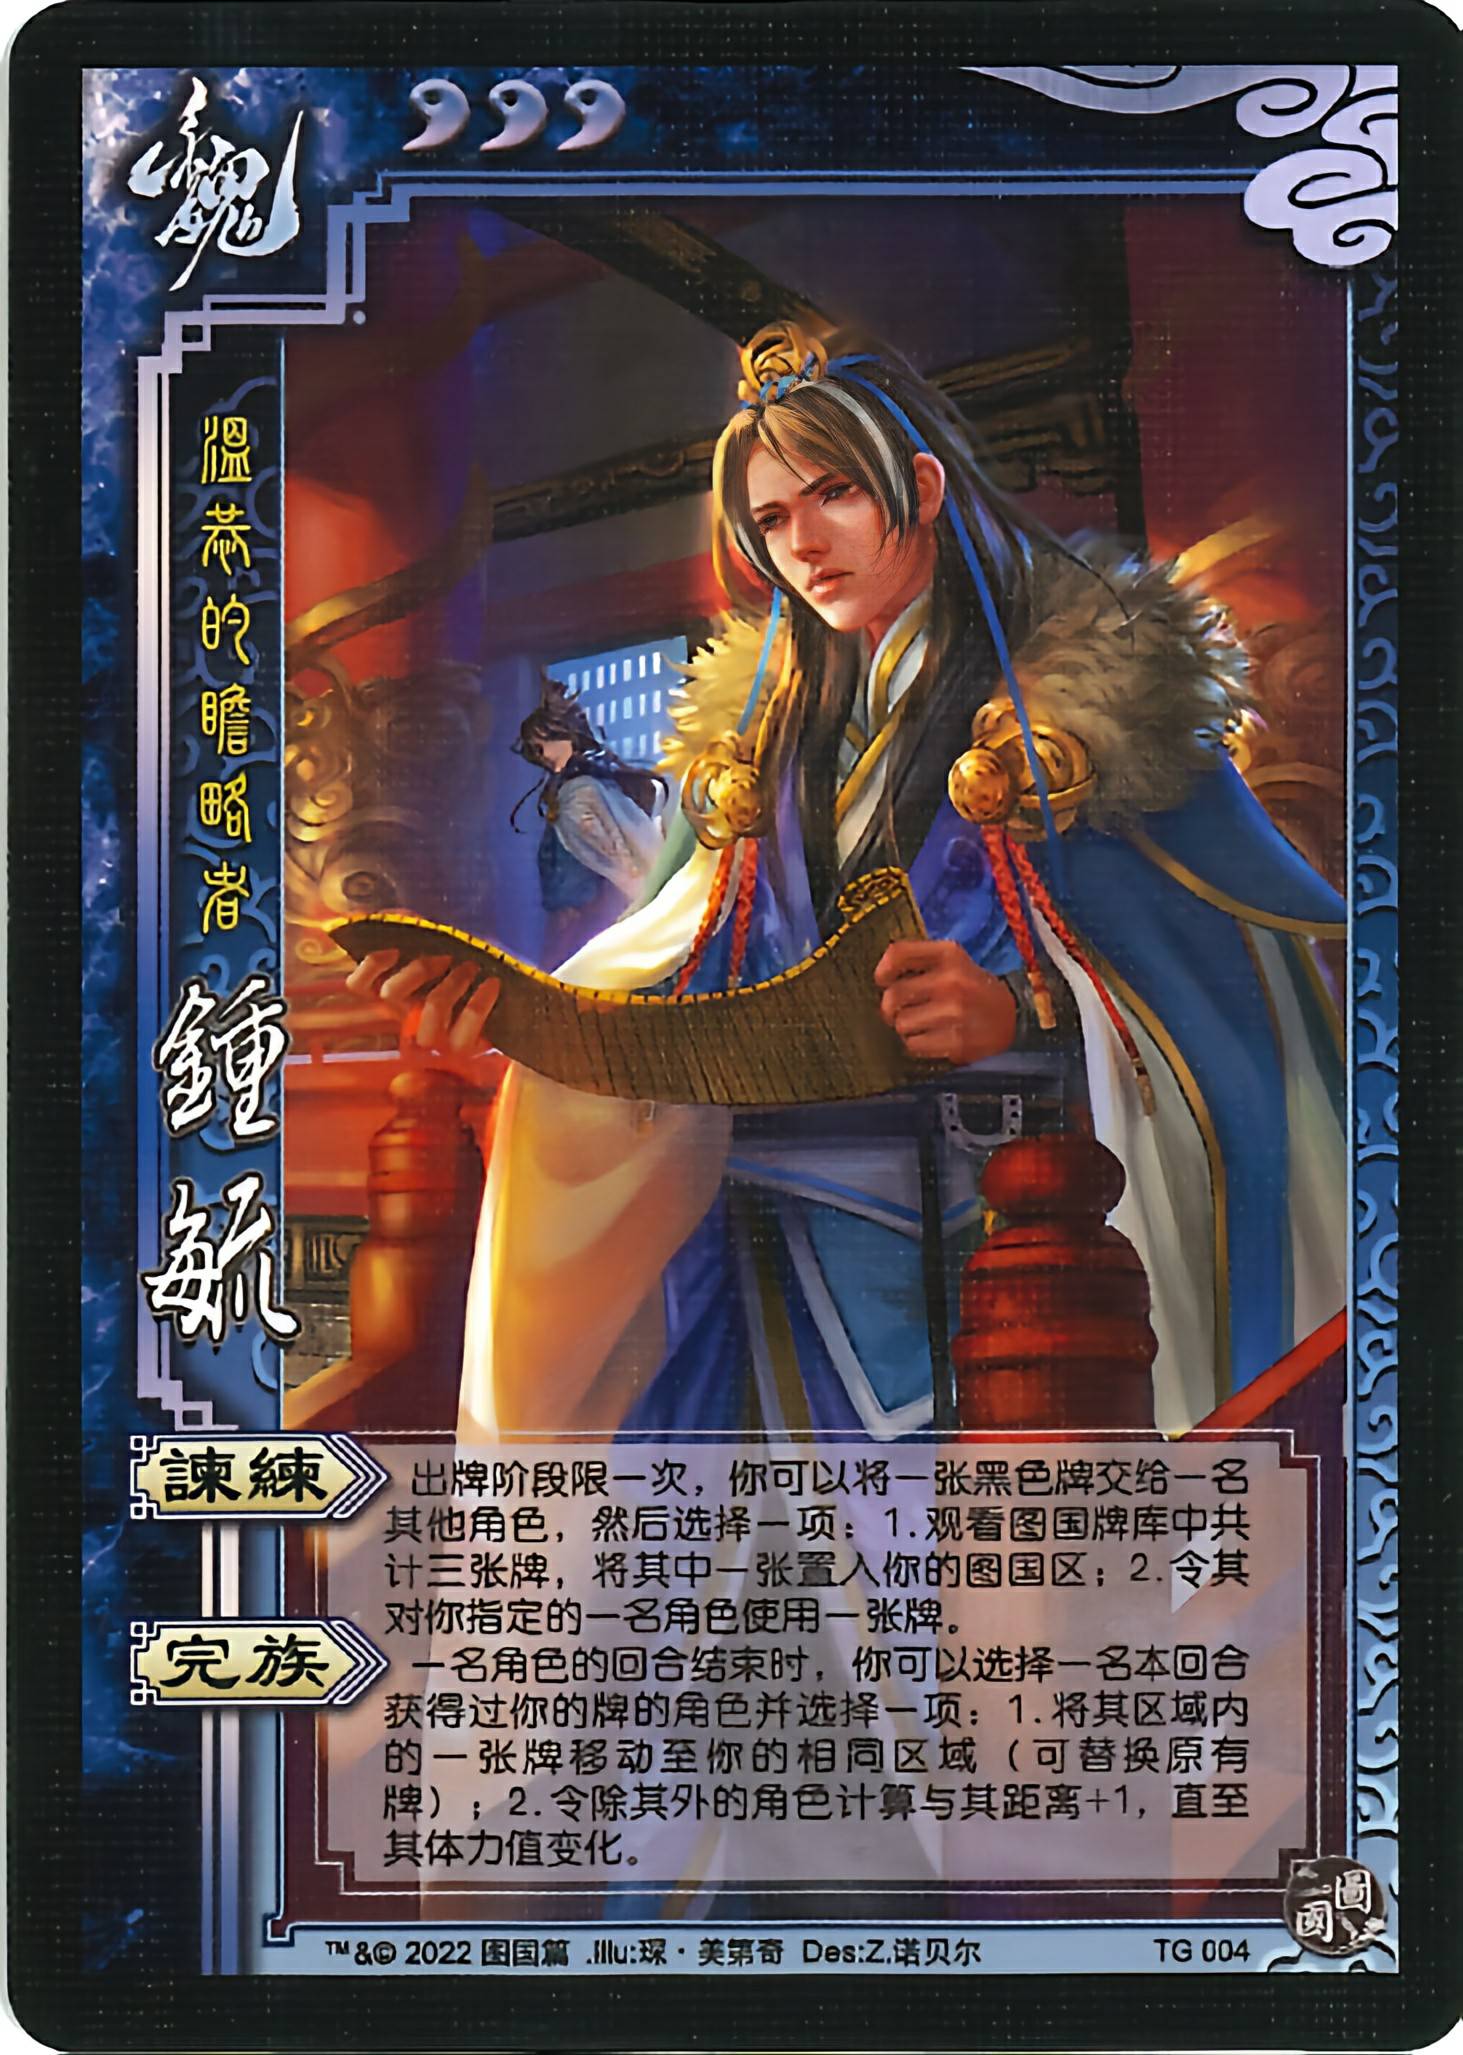 魏
溫恭的瞻略者
鍾毓
諫練
出牌阶段限一次，你可以将一张黑色牌交给一名
其他角色，然后选择一项：1.观看图国牌库中共
计三张牌，将其中一张置入你的图国区；2.令其
对你指定的一名角色使用一张牌。
完族
一名角色的回合结束时，你可以选择一名本回合
获得过你的牌的角色并选择一项：1.将其区域内
的一张牌移动至你的相同区域（可替换原有
牌）；2.令除其外的角色计算与其距离+1，直至
其体力值变化。
圖國
™&© 2022 图国篇 .illu:琛·美第奇 Des:Z.诺贝尔
TG 004